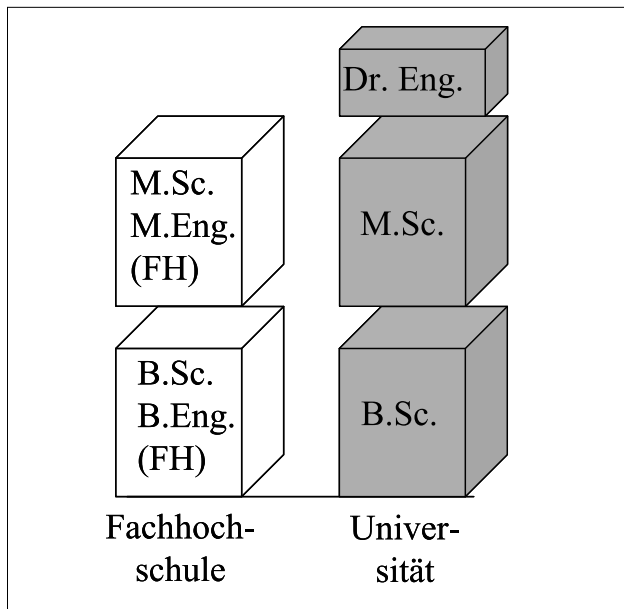 Dr. Eng.
M.Sc.
M.Eng.
(FH)
M.Sc.
B.Sc.
B.Eng.
(FH)
B.Sc.
Fachhoch-
schule
Univer-
sität